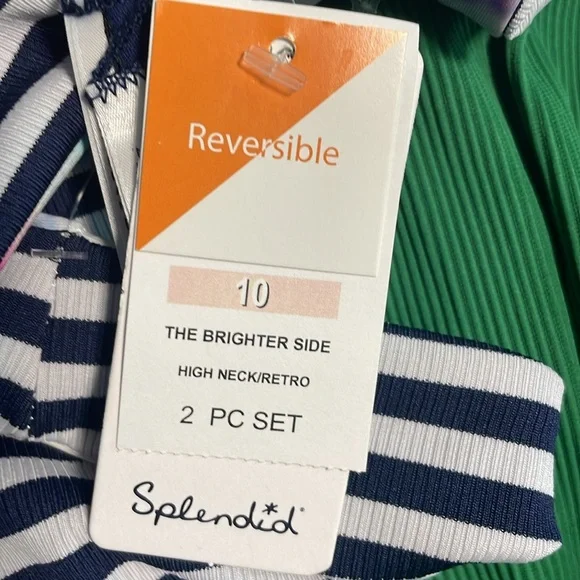 Reversible
10
THE BRIGHTER SIDE
HIGH NECK/RETRO
2 PC SET
Splendid